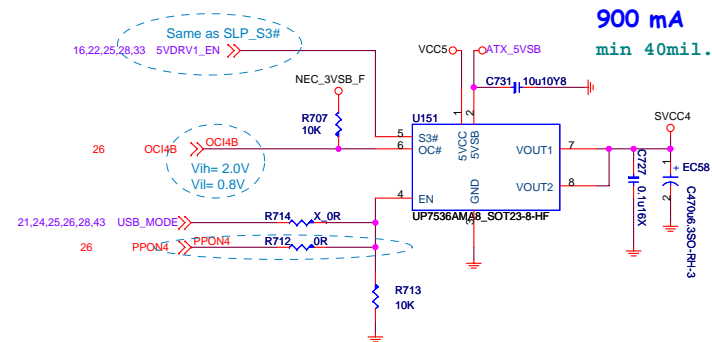 900 mA
min 40mil.
Same as SLP_S3#
16,22,25,28,33 5VDRV1_EN
VCC5
ATX_5VSB
NEC_3VSB_F
C731 10u10Y8
R707
10K
U151
SVCC4
26 OCI4B OCI4B
5 S3#
6 OC#
1 5VCC
2 5VSB
VOUT1 7
VOUT2 8
Vih= 2.0V
Vil= 0.8V
4 EN
GND
C727
0.1u16X
1
+ EC58
2
C470u6.3SO-RH-3
UP7536AMA8_SOT23-8-HF
21,24,25,26,28,43 USB_MODE
R714 X_0R
26 PPON4 PPON4
R712 0R
R713
10K